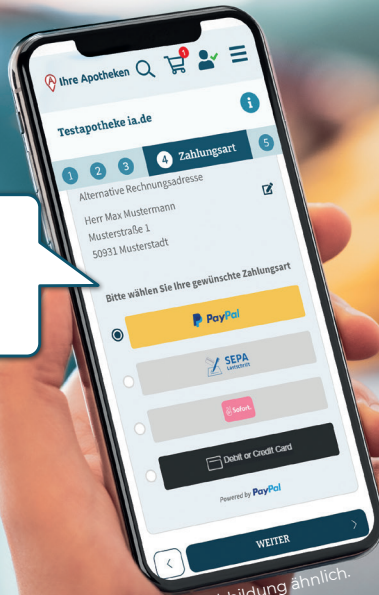 Ihre Apotheken
1
Testapotheke ia.de
1 2 3 4 Zahlungsart 5
Alternative Rechnungsadresse
Herr Max Mustermann
Musterstraße 1
50931 Musterstadt
Bitte wählen Sie Ihre gewünschte Zahlungsart
PayPal
SEPA
Lastschrift
Sofort.
Debit or Credit Card
Powered by PayPal
WEITER
ähnlich.